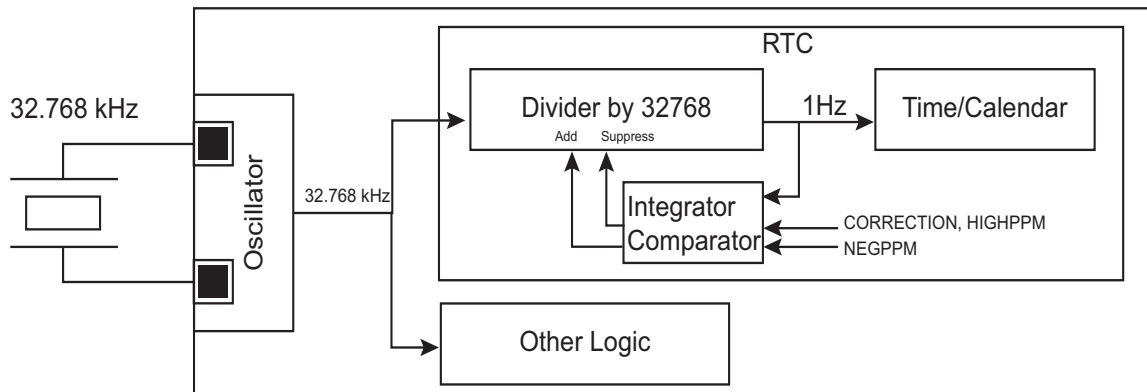 RTC
32.768 kHz
Divider by 32768
Add Suppress
1Hz
Time/Calendar
Oscillator
32.768 kHz
Integrator
Comparator
CORRECTION, HIGHPPM
NEGPPM
Other Logic